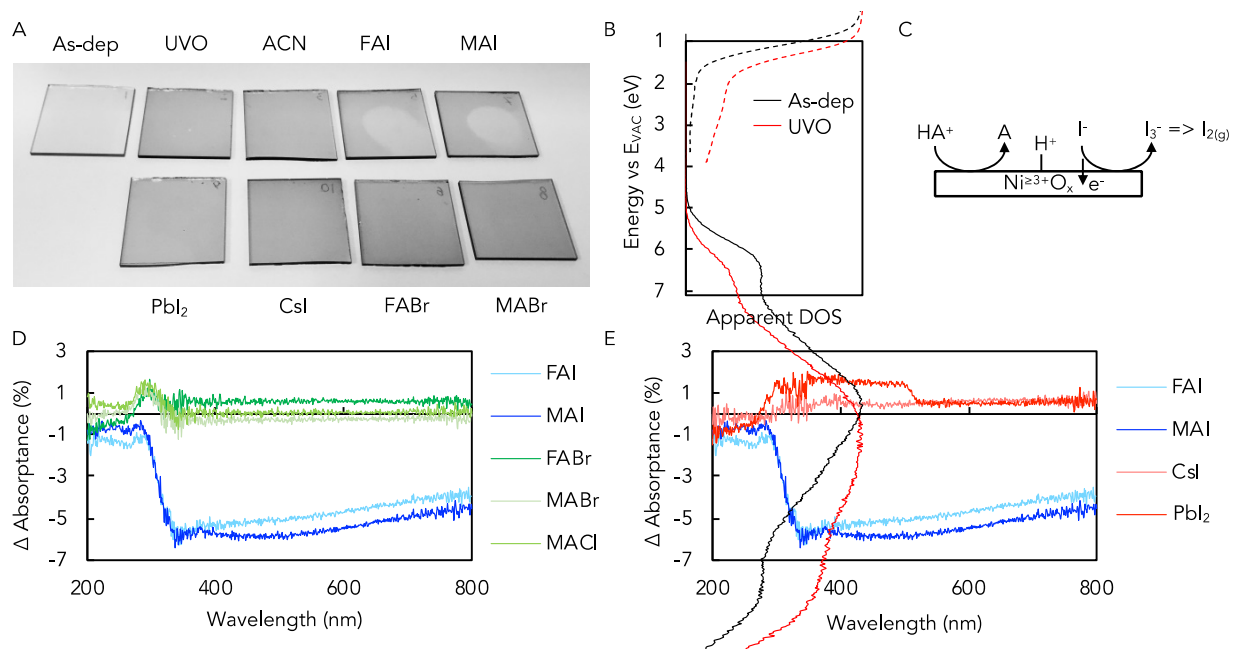 A
As-dep UVO ACN FAI MAI
PbI₂ CsI FABr MABr
B
1
2
3
4
5
6
7
Energy vs E_VAC (eV)
As-dep
UVO
Apparent DOS
C
HA⁺ A H⁺ I⁻ I₃⁻ => I₂₍g₎
Ni≥³⁺Oₓ e⁻
D
3
1
-1
-3
-5
-7
Δ Absorptance (%)
200 400 600 800
Wavelength (nm)
FAI
MAI
FABr
MABr
MACl
E
3
1
-1
-3
-5
-7
Δ Absorptance (%)
200 400 600 800
Wavelength (nm)
FAI
MAI
CsI
PbI₂